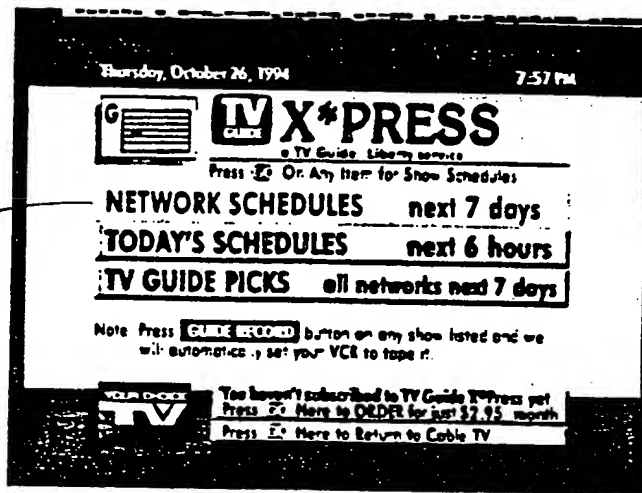 Thursday, October 26, 1994 7:57 PM
G TV GUIDE X*PRESS
a TV Guide Liberty service
Press On Any Item for Show Schedules
NETWORK SCHEDULES next 7 days
TODAY'S SCHEDULES next 6 hours
TV GUIDE PICKS all networks next 7 days
Note Press GUIDE RECORD button on any show listed and we
will automatically set your VCR to tape it.
You haven't subscribed to TV Guide X*Press yet
TV Press Here to ORDER for just $2.95 month
Press Here to Return to Cable TV